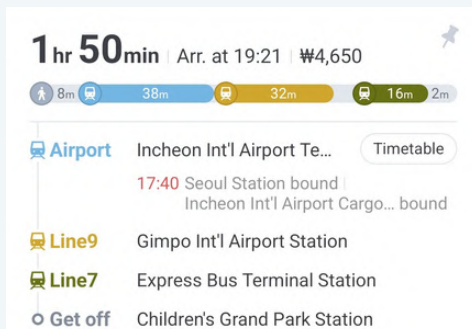 1hr 50min | Arr. at 19:21 | ₩4,650
8m 38m 32m 16m 2m
Airport Incheon Int'l Airport Te... Timetable
17:40 Seoul Station bound |
Incheon Int'l Airport Cargo... bound
Line9 Gimpo Int'l Airport Station
Line7 Express Bus Terminal Station
Get off Children's Grand Park Station